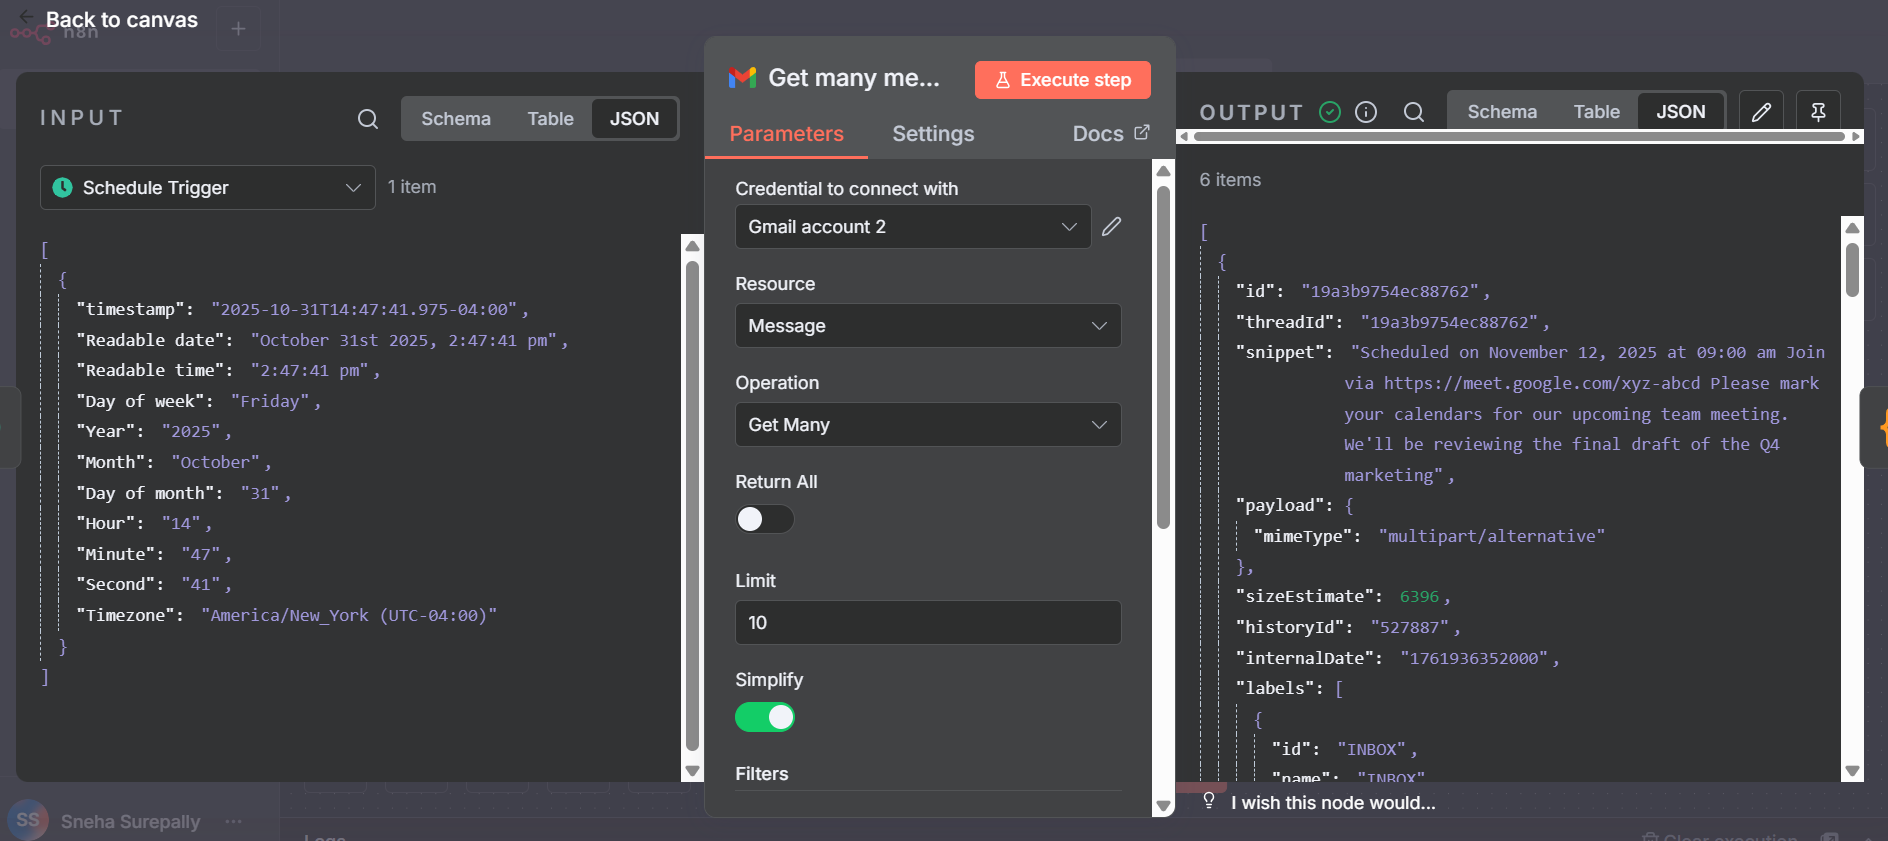 Back to canvas
n8n
INPUT
Schema
Table
JSON
Schedule Trigger
1 item
[
{
"timestamp": "2025-10-31T14:47:41.975-04:00",
"Readable date": "October 31st 2025, 2:47:41 pm",
"Readable time": "2:47:41 pm",
"Day of week": "Friday",
"Year": "2025",
"Month": "October",
"Day of month": "31",
"Hour": "14",
"Minute": "47",
"Second": "41",
"Timezone": "America/New_York (UTC-04:00)"
}
]
SS
Sneha Surepally
...
Get many me...
Execute step
Parameters
Settings
Docs
Credential to connect with
Gmail account 2
Resource
Message
Operation
Get Many
Return All
Limit
10
Simplify
Filters
OUTPUT
Schema
Table
JSON
6 items
[
{
"id": "19a3b9754ec88762",
"threadId": "19a3b9754ec88762",
"snippet": "Scheduled on November 12, 2025 at 09:00 am Join
via https://meet.google.com/xyz-abcd Please mark
your calendars for our upcoming team meeting.
We'll be reviewing the final draft of the Q4
marketing",
"payload": {
"mimeType": "multipart/alternative"
},
"sizeEstimate": 6396,
"historyId": "527887",
"internalDate": "1761936352000",
"labels": [
{
"id": "INBOX",
"name": "INBOX"
I wish this node would...
Logs
Clear execution